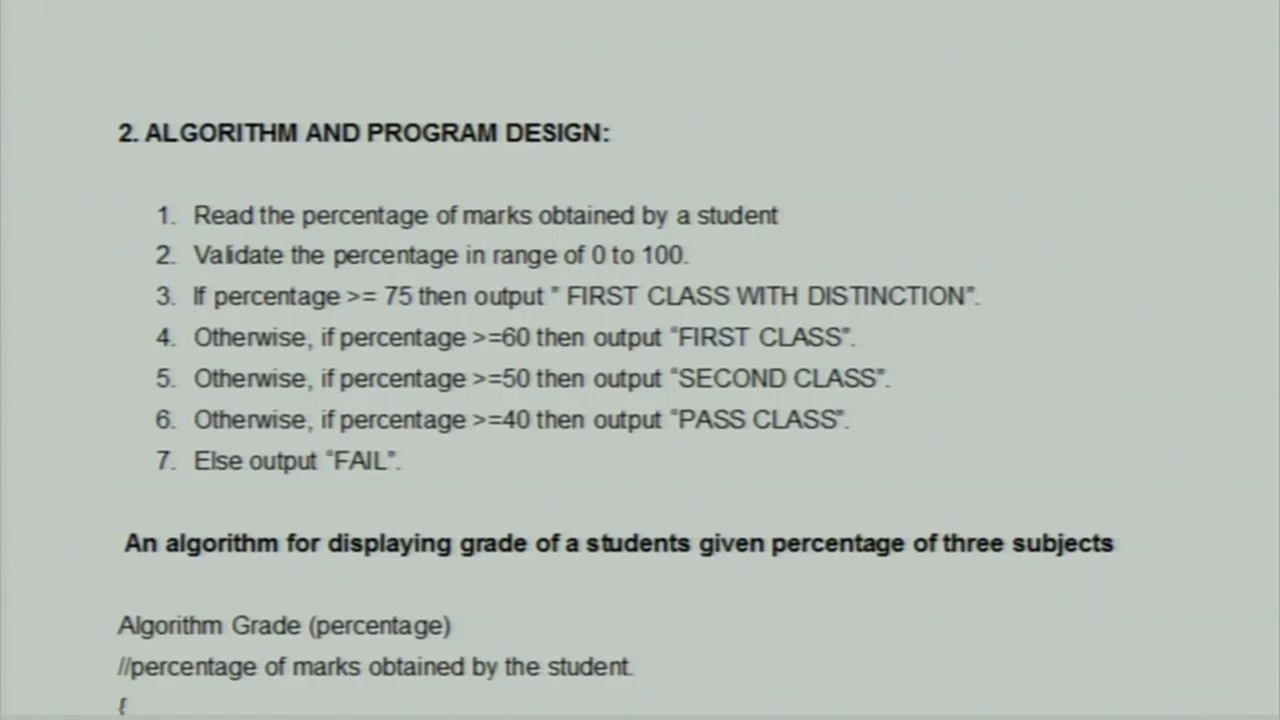 2. ALGORITHM AND PROGRAM DESIGN:
1. Read the percentage of marks obtained by a student
2. Validate the percentage in range of 0 to 100.
3. If percentage >= 75 then output " FIRST CLASS WITH DISTINCTION".
4. Otherwise, if percentage >=60 then output "FIRST CLASS".
5. Otherwise, if percentage >=50 then output "SECOND CLASS".
6. Otherwise, if percentage >=40 then output "PASS CLASS".
7. Else output "FAIL".
An algorithm for displaying grade of a students given percentage of three subjects
Algorithm Grade (percentage)
//percentage of marks obtained by the student.
{